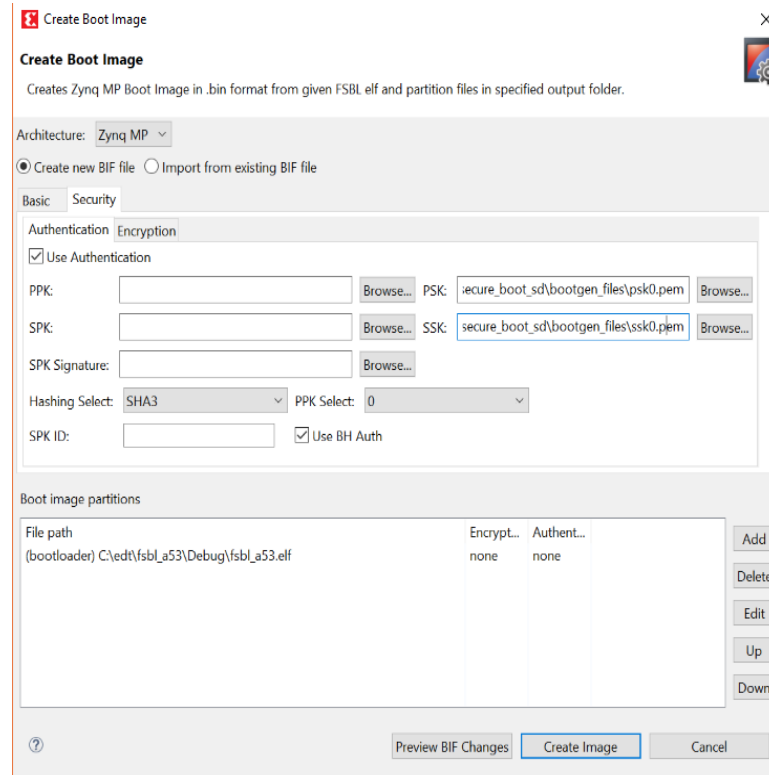 Create Boot Image
Create Boot Image
Creates Zynq MP Boot Image in .bin format from given FSBL elf and partition files in specified output folder.
Architecture: Zynq MP
Create new BIF file Import from existing BIF file
Basic Security
Authentication Encryption
Use Authentication
PPK: Browse... PSK: secure_boot_sd\bootgen_files\psk0.pem Browse...
SPK: Browse... SSK: secure_boot_sd\bootgen_files\ssk0.pem Browse...
SPK Signature: Browse...
Hashing Select: SHA3 PPK Select: 0
SPK ID: Use BH Auth
Boot image partitions
File path Encrypt... Authent...
(bootloader) C:\edt\fsbl_a53\Debug\fsbl_a53.elf none none
Add
Delete
Edit
Up
Down
? Preview BIF Changes Create Image Cancel